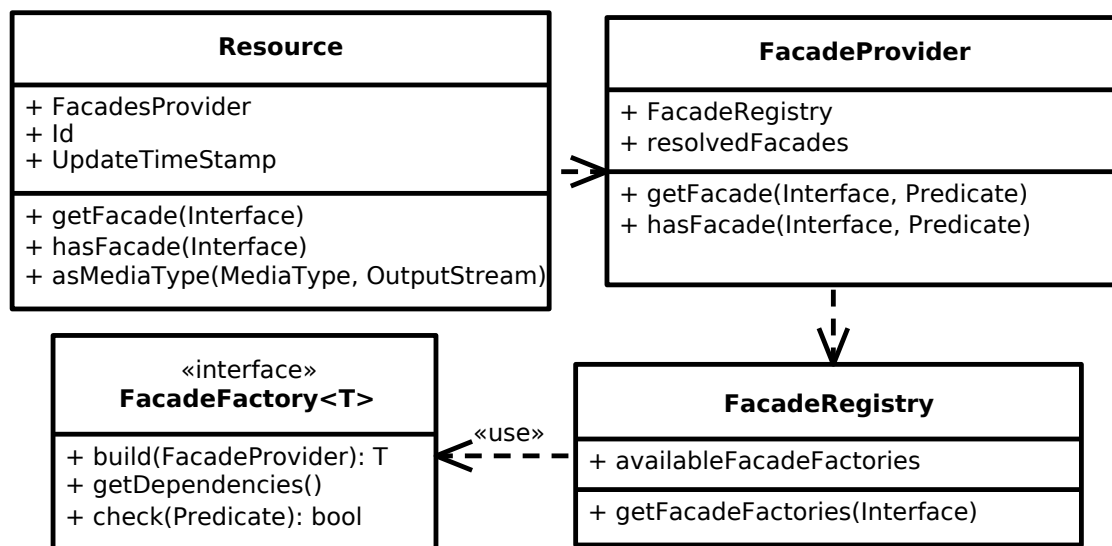 Resource
+ FacadesProvider
+ Id
+ UpdateTimeStamp
+ getFacade(Interface)
+ hasFacade(Interface)
+ asMediaType(MediaType, OutputStream)
FacadeProvider
+ FacadeRegistry
+ resolvedFacades
+ getFacade(Interface, Predicate)
+ hasFacade(Interface, Predicate)
«interface»
FacadeFactory<T>
+ build(FacadeProvider): T
+ getDependencies()
+ check(Predicate): bool
«use»
FacadeRegistry
+ availableFacadeFactories
+ getFacadeFactories(Interface)